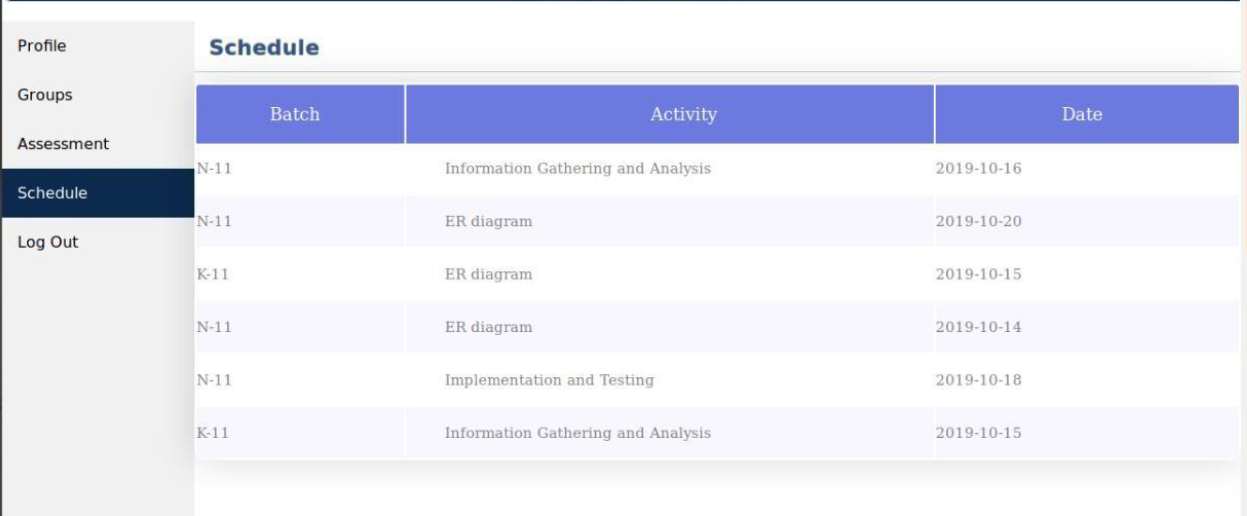 Profile
Groups
Assessment
Schedule
Log Out
Schedule
Batch Activity Date
N-11 Information Gathering and Analysis 2019-10-16
N-11 ER diagram 2019-10-20
K-11 ER diagram 2019-10-15
N-11 ER diagram 2019-10-14
N-11 Implementation and Testing 2019-10-18
K-11 Information Gathering and Analysis 2019-10-15